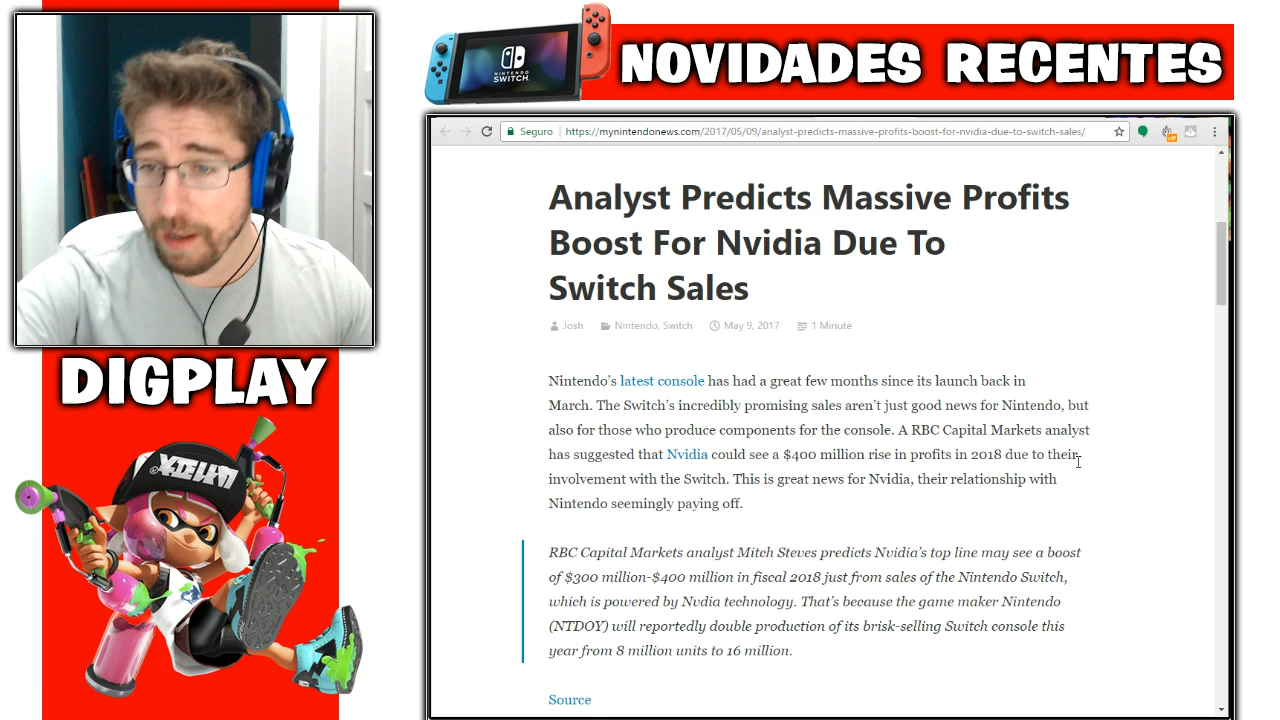 NOVIDADES RECENTES
NINTENDO
SWITCH
Seguro
https://mynintendonews.com/2017/05/09/analyst-predicts-massive-profits-boost-for-nvidia-due-to-switch-sales/
Analyst Predicts Massive Profits
Boost For Nvidia Due To
Switch Sales
Josh Nintendo, Switch May 9, 2017 1 Minute
Nintendo's latest console has had a great few months since its launch back in
March. The Switch's incredibly promising sales aren't just good news for Nintendo, but
also for those who produce components for the console. A RBC Capital Markets analyst
has suggested that Nvidia could see a $400 million rise in profits in 2018 due to their
involvement with the Switch. This is great news for Nvidia, their relationship with
Nintendo seemingly paying off.
RBC Capital Markets analyst Mitch Steves predicts Nvidia's top line may see a boost
of $300 million-$400 million in fiscal 2018 just from sales of the Nintendo Switch,
which is powered by Nvdia technology. That's because the game maker Nintendo
(NTDOY) will reportedly double production of its brisk-selling Switch console this
year from 8 million units to 16 million.
Source
DIGPLAY